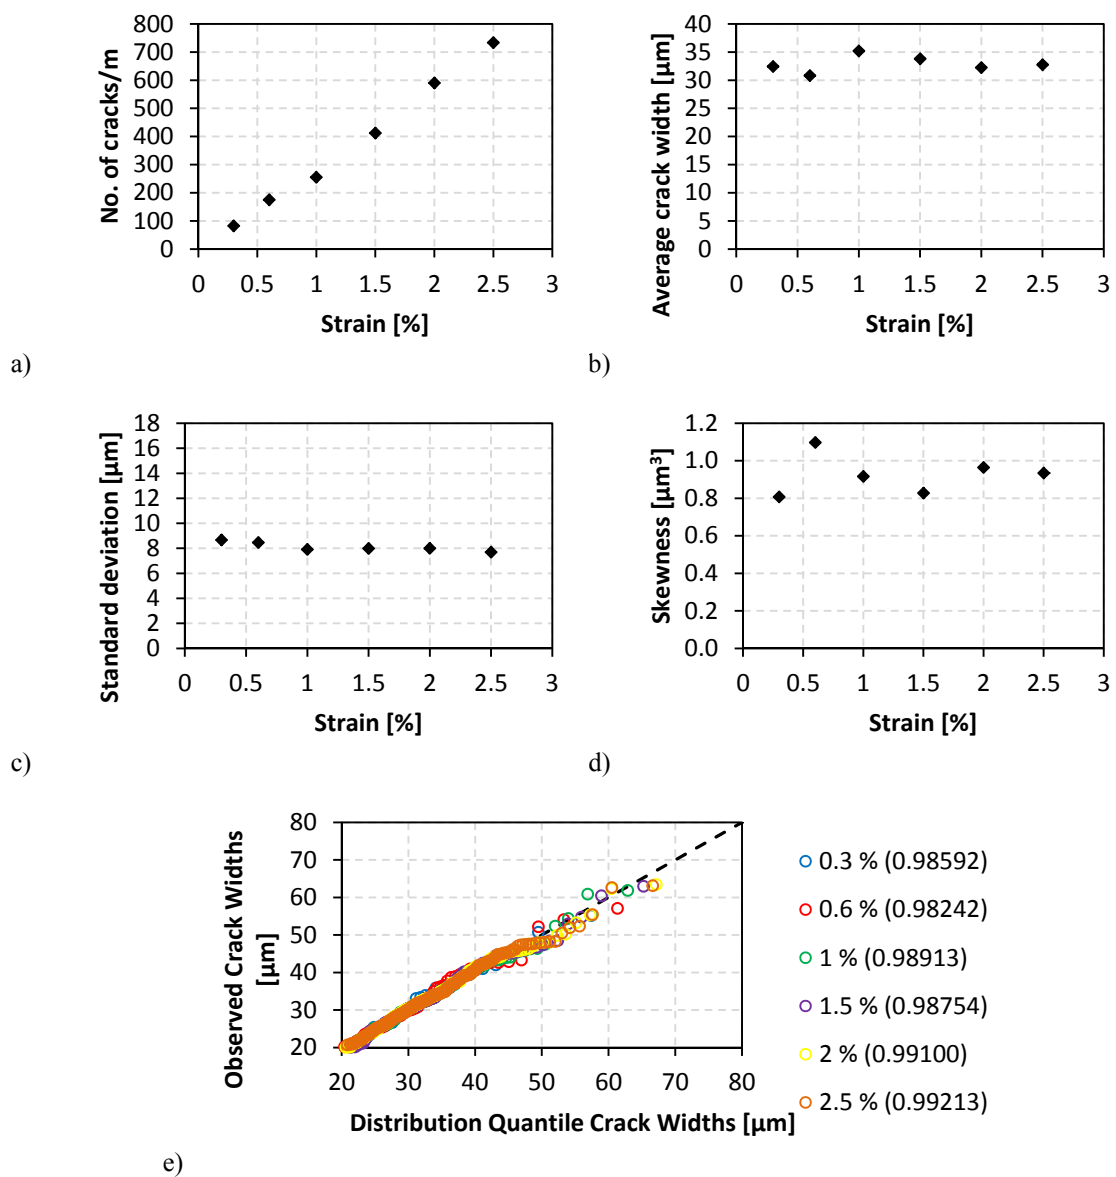 800
700
600
500
400
300
200
100
0
No. of cracks/m
0 0.5 1 1.5 2 2.5 3
Strain [%]
a)
40
35
30
25
20
15
10
5
0
Average crack width [µm]
0 0.5 1 1.5 2 2.5 3
Strain [%]
b)
18
16
14
12
10
8
6
4
2
0
Standard deviation [µm]
0 0.5 1 1.5 2 2.5 3
Strain [%]
c)
1.2
1.0
0.8
0.6
0.4
0.2
0.0
Skewness [µm³]
0 0.5 1 1.5 2 2.5 3
Strain [%]
d)
80
70
60
50
40
30
20
Observed Crack Widths
[µm]
20 30 40 50 60 70 80
Distribution Quantile Crack Widths [µm]
0.3 % (0.98592)
0.6 % (0.98242)
1 % (0.98913)
1.5 % (0.98754)
2 % (0.99100)
2.5 % (0.99213)
e)